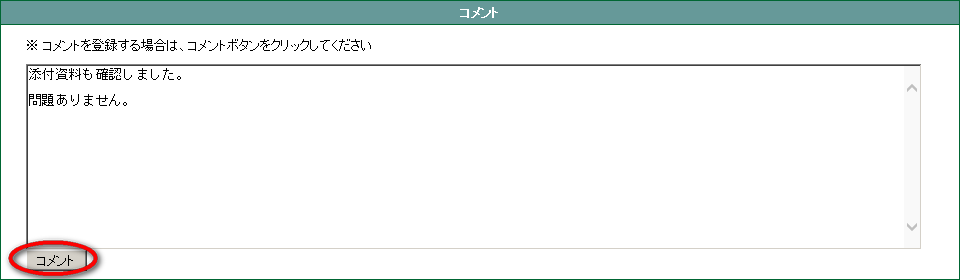 コメント
※ コメントを登録する場合は、コメントボタンをクリックしてください
添付資料も確認しました。
問題ありません。
コメント